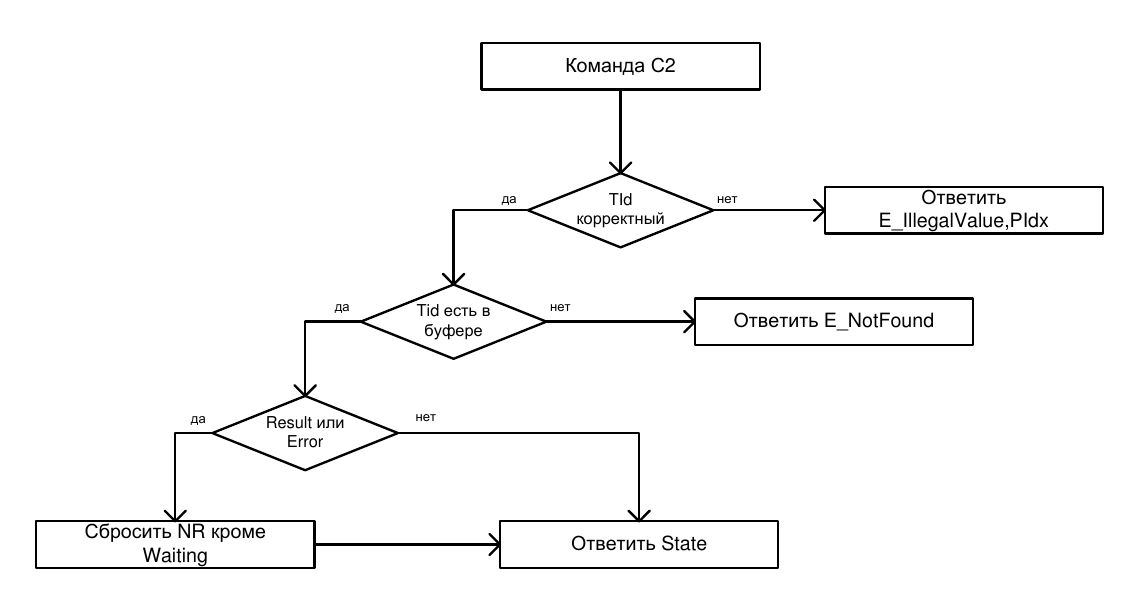 Команда C2
TId
корректный
да
нет
Ответить
E_IllegalValue,PIdx
Tid есть в
буфере
да
нет
Ответить E_NotFound
Result или
Error
да
нет
Сбросить NR кроме
Waiting
Ответить State